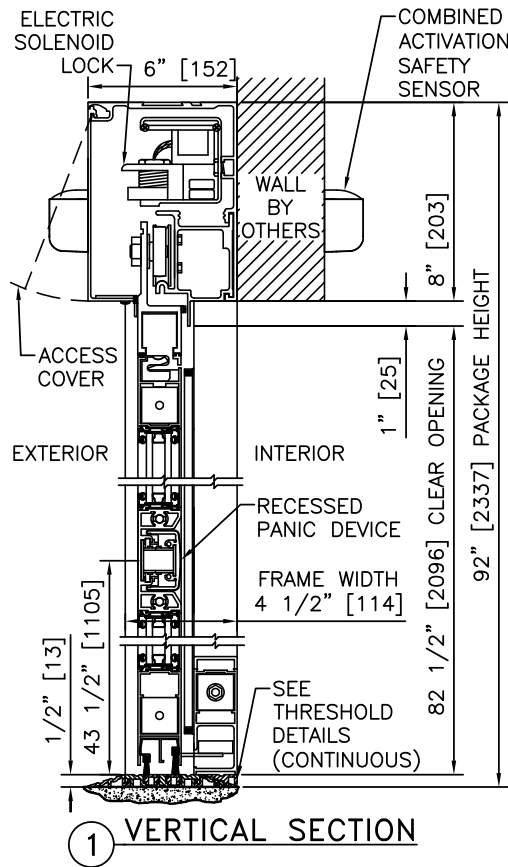 ELECTRIC
SOLENOID
LOCK
6" [152]
COMBINED
ACTIVATION
SAFETY
SENSOR
WALL
BY
OTHERS
8" [203]
1" [25]
ACCESS
COVER
EXTERIOR
INTERIOR
RECESSED
PANIC DEVICE
FRAME WIDTH
4 1/2" [114]
82 1/2" [2096] CLEAR OPENING
92" [2337] PACKAGE HEIGHT
1/2" [13]
43 1/2" [1105]
SEE
THRESHOLD
DETAILS
(CONTINUOUS)
1 VERTICAL SECTION